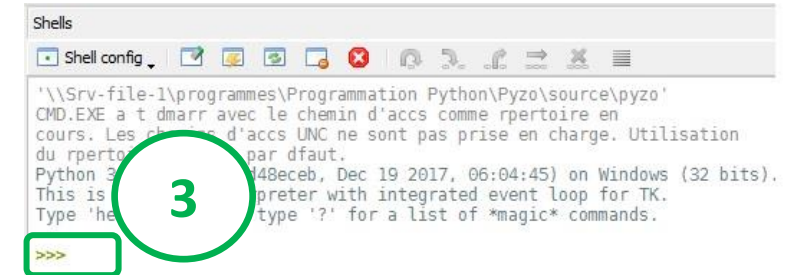 Shells
Shell config
'\\Srv-file-1\programmes\Programmation Python\Pyzo\source\pyzo'
CMD.EXE a t dmarr avec le chemin d'accs comme rpertoire en
cours. Les d'accs UNC ne sont pas prise en charge. Utilisation
du par dfaut.
Python 3 48eceb, Dec 19 2017, 06:04:45) on Windows (32 bits).
This is preter with integrated event loop for TK.
Type 'he type '?' for a list of *magic* commands.
3
>>>